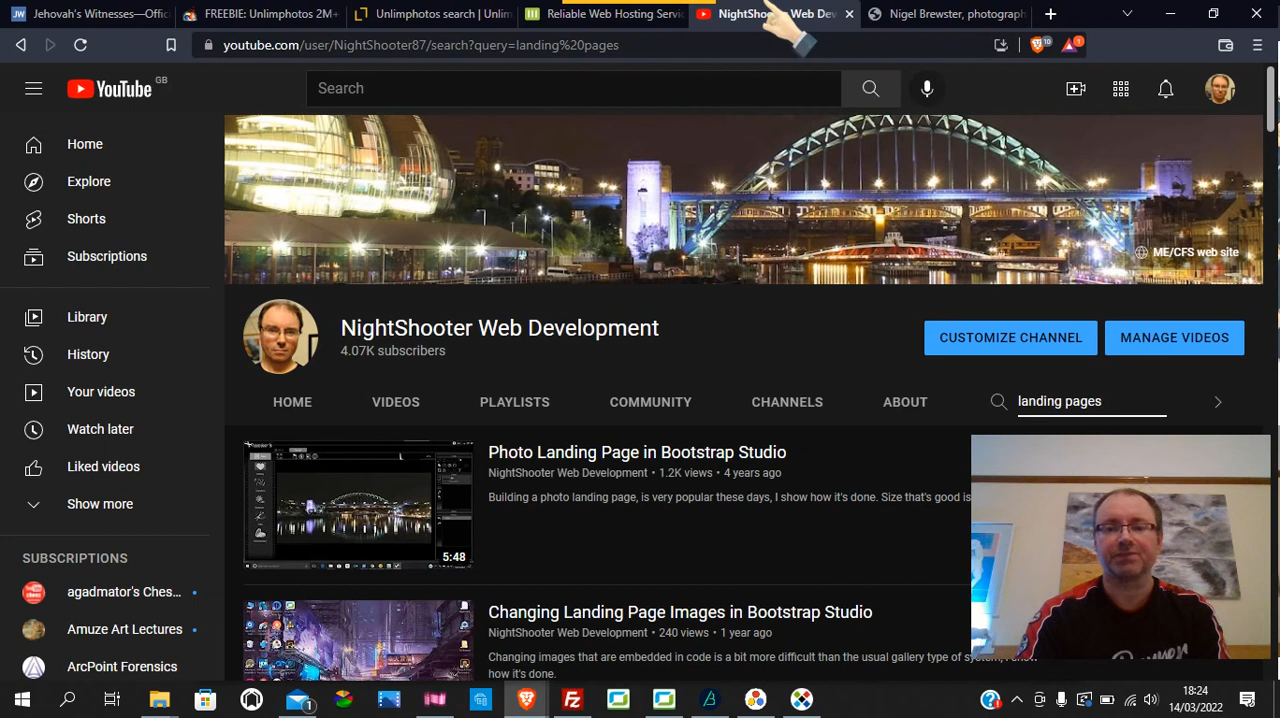 Jehovah's Witnesses—Offici
FREEBIE: Unlimphotos 2M+
Unlimphotos search | Unlim
Reliable Web Hosting Servic
NightShooter Web Dev
Nigel Brewster, photograph
youtube.com/user/NightShooter87/search?query=landing%20pages
10
1
YouTube GB
Search
Home
Explore
Shorts
Subscriptions
Library
History
Your videos
Watch later
Liked videos
Show more
SUBSCRIPTIONS
agadmator's Ches...
Amuze Art Lectures
ArcPoint Forensics
ME/CFS web site
NightShooter Web Development
4.07K subscribers
CUSTOMIZE CHANNEL
MANAGE VIDEOS
HOME
VIDEOS
PLAYLISTS
COMMUNITY
CHANNELS
ABOUT
landing pages
5:48
Photo Landing Page in Bootstrap Studio
NightShooter Web Development • 1.2K views • 4 years ago
Building a photo landing page, is very popular these days, I show how it's done. Size that's good is
Changing Landing Page Images in Bootstrap Studio
NightShooter Web Development • 240 views • 1 year ago
Changing images that are embedded in code is a bit more difficult than the usual gallery type of
how it's done.
1
18:24
14/03/2022